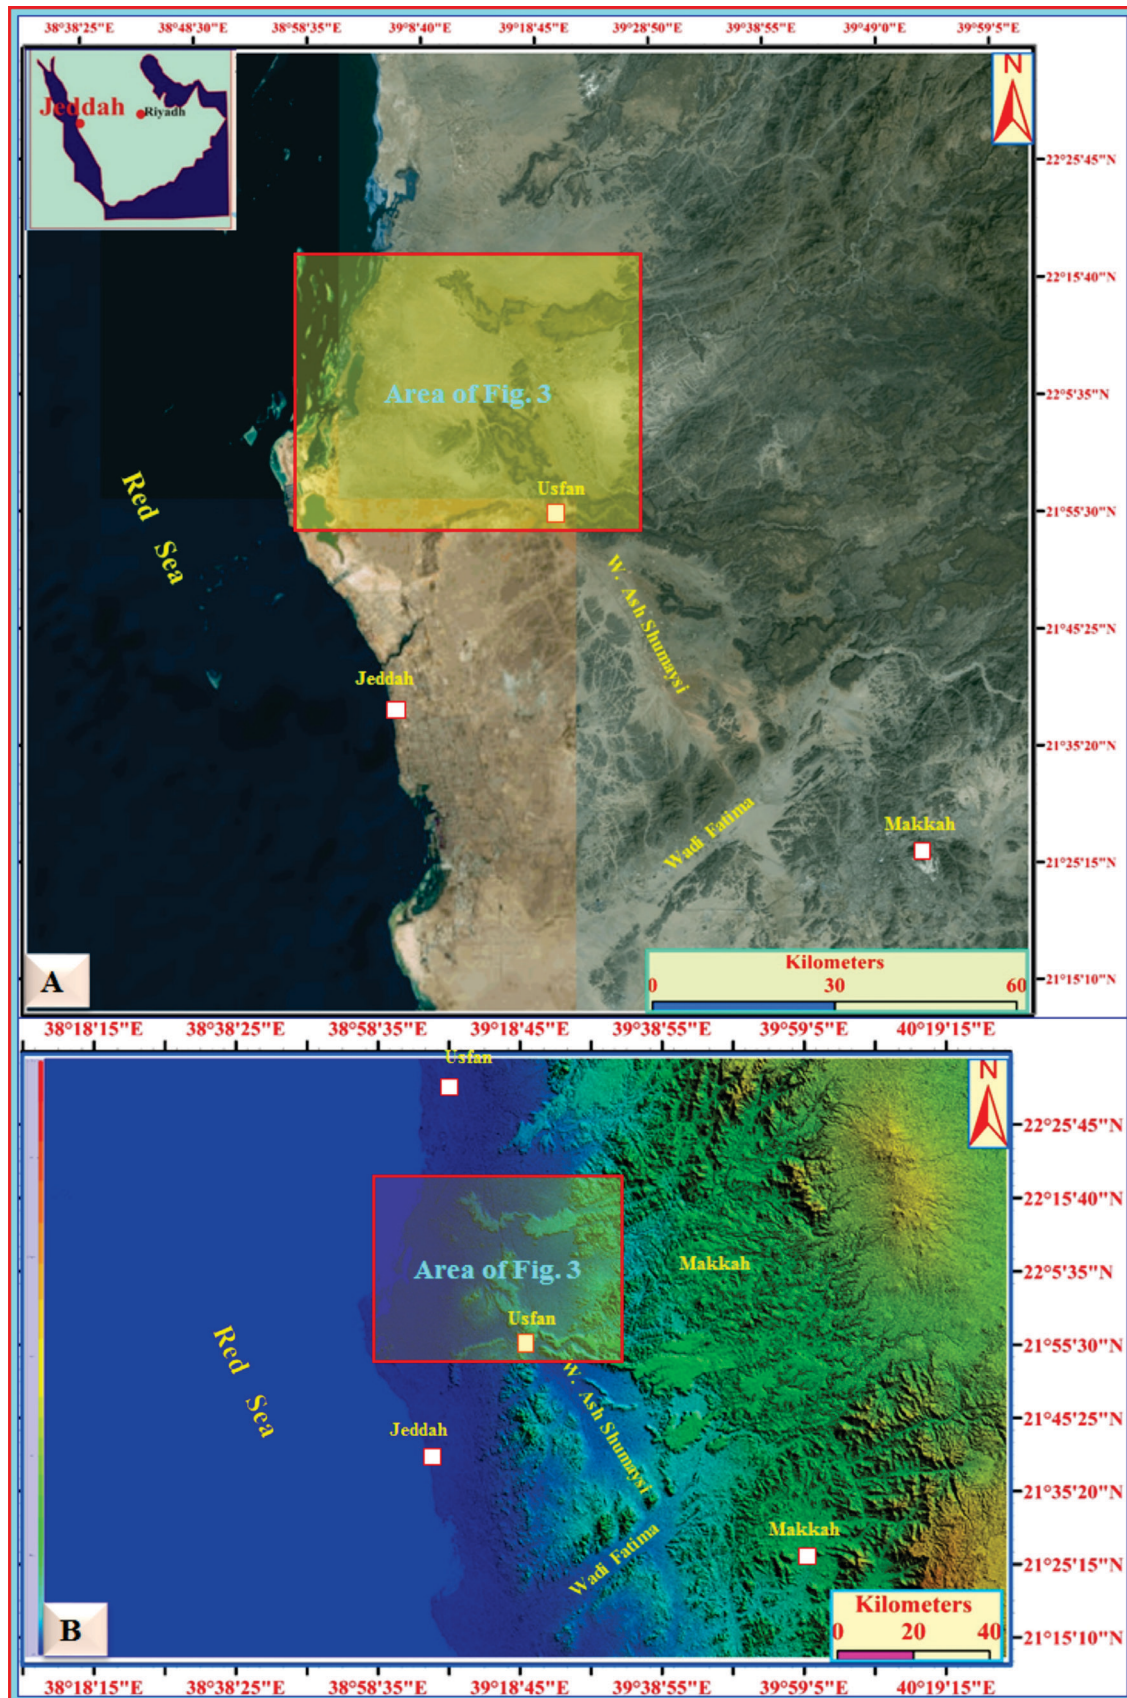 38°38'25"E 38°48'30"E 38°58'35"E 39°8'40"E 39°18'45"E 39°28'50"E 39°38'55"E 39°49'0"E 39°59'5"E
N
Jeddah
Riyadh
22°25'45"N
22°15'40"N
22°5'35"N
21°55'30"N
21°45'25"N
21°35'20"N
21°25'15"N
21°15'10"N
Area of Fig. 3
Usfan
Red Sea
W. Ash Shumaysi
Jeddah
Wadi Fatima
Makkah
Kilometers
0 30 60
A
38°18'15"E 38°38'25"E 38°58'35"E 39°18'45"E 39°38'55"E 39°59'5"E 40°19'15"E
Usfan
N
22°25'45"N
22°15'40"N
22°5'35"N
21°55'30"N
21°45'25"N
21°35'20"N
21°25'15"N
21°15'10"N
Area of Fig. 3
Makkah
Usfan
Red Sea
W. Ash Shumaysi
Jeddah
Wadi Fatima
Makkah
Kilometers
0 20 40
B
38°18'15"E 38°38'25"E 38°58'35"E 39°18'45"E 39°38'55"E 39°59'5"E 40°19'15"E